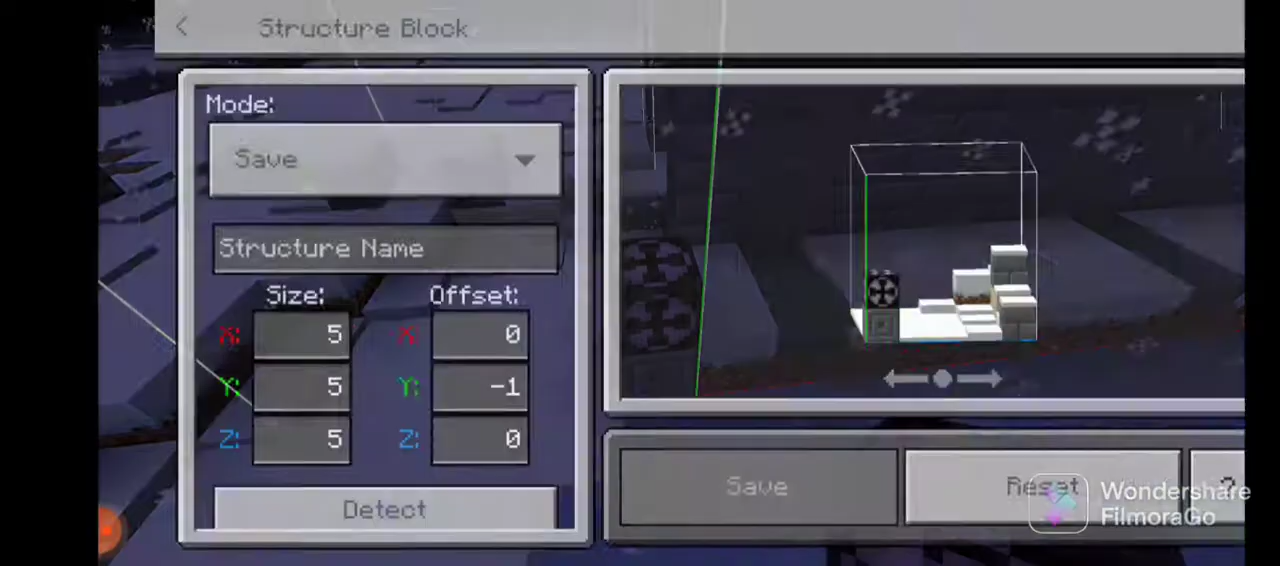 Structure Block
Mode:
Save
Structure Name
Size: Offset:
X: 5 X: 0
Y: 5 Y: -1
Z: 5 Z: 0
Detect
Save Reset ?
Wondershare
FilmoraGo